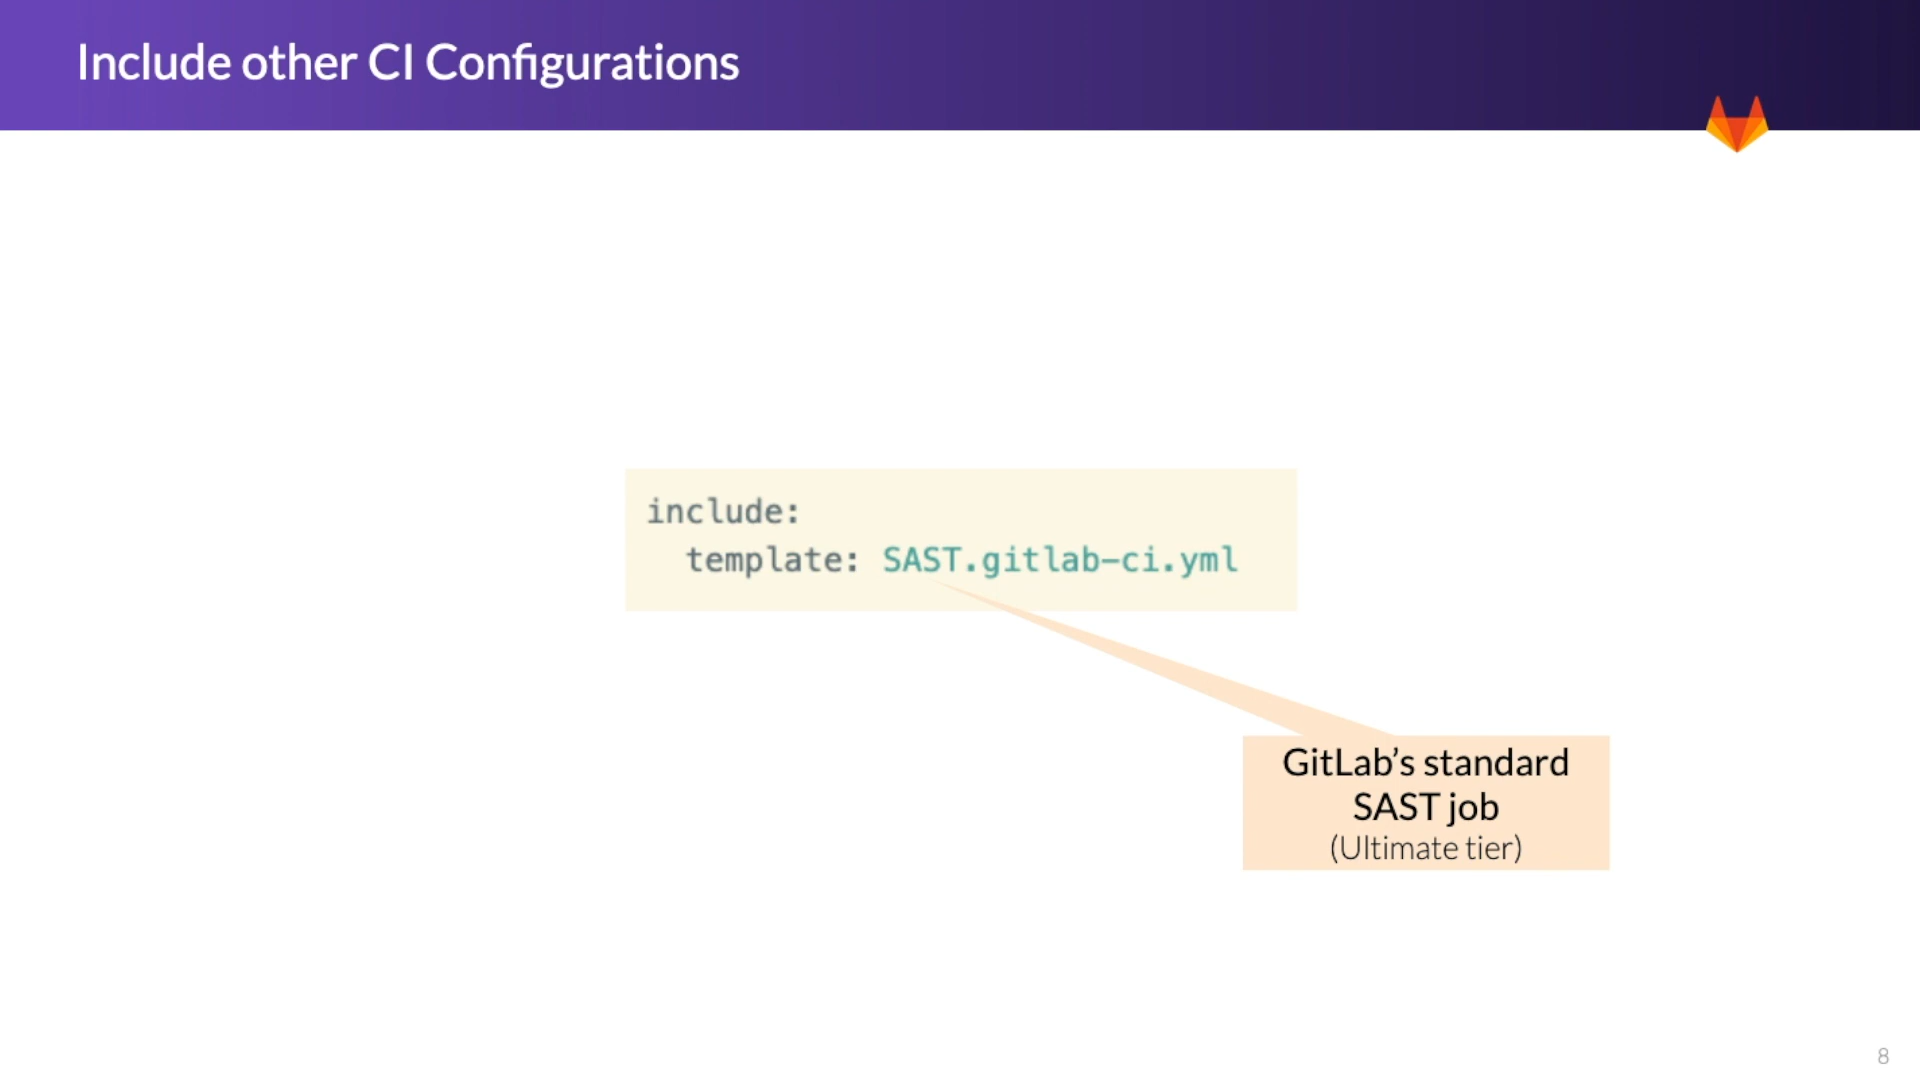 Include other CI Configurations
include:
  template: SAST.gitlab-ci.yml
GitLab’s standard
SAST job
(Ultimate tier)
8